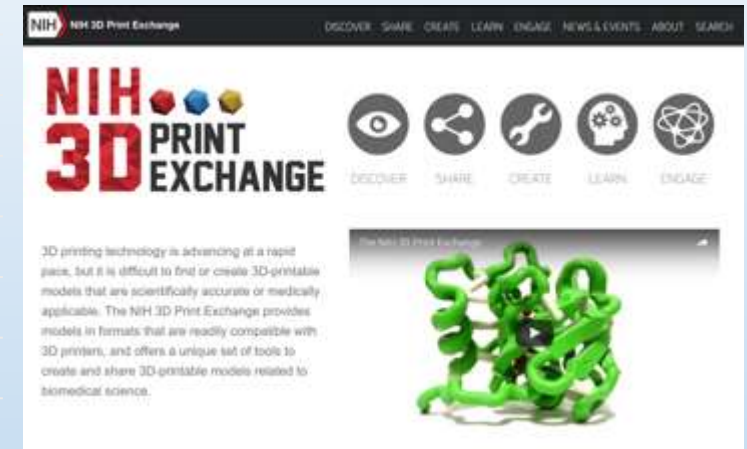 NIH NIH 3D Print Exchange
DISCOVER SHARE CREATE LEARN ENGAGE NEWS & EVENTS ABOUT SEARCH
NIH
3D PRINT
EXCHANGE
DISCOVER SHARE CREATE LEARN ENGAGE
3D printing technology is advancing at a rapid
pace, but it is difficult to find or create 3D-printable
models that are scientifically accurate or medically
applicable. The NIH 3D Print Exchange provides
models in formats that are readily compatible with
3D printers, and offers a unique set of tools to
create and share 3D-printable models related to
biomedical science.
The NIH 3D Print Exchange